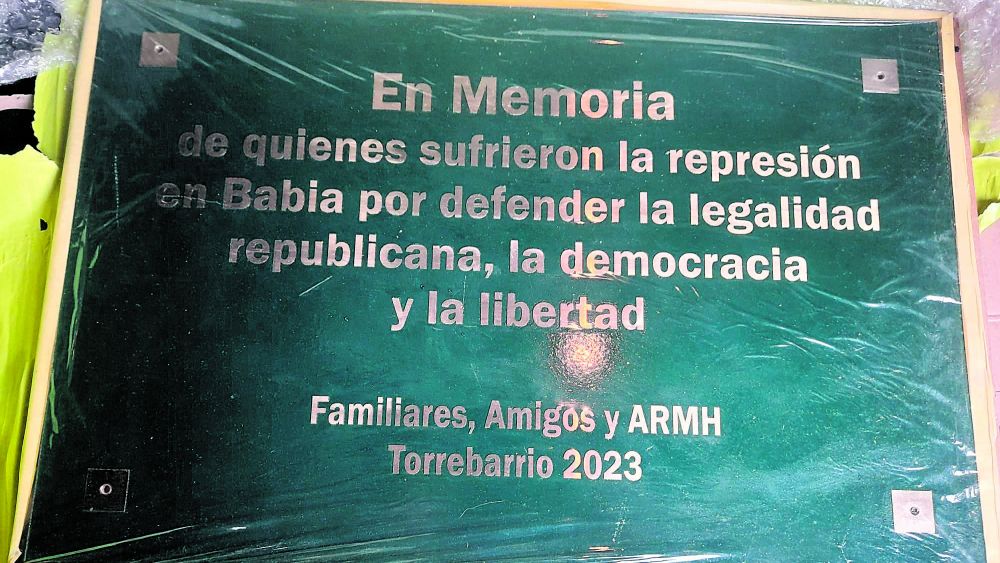 En Memoria
de quienes sufrieron la represión
en Babia por defender la legalidad
republicana, la democracia
y la libertad
Familiares, Amigos y ARMH
Torrebarrio 2023